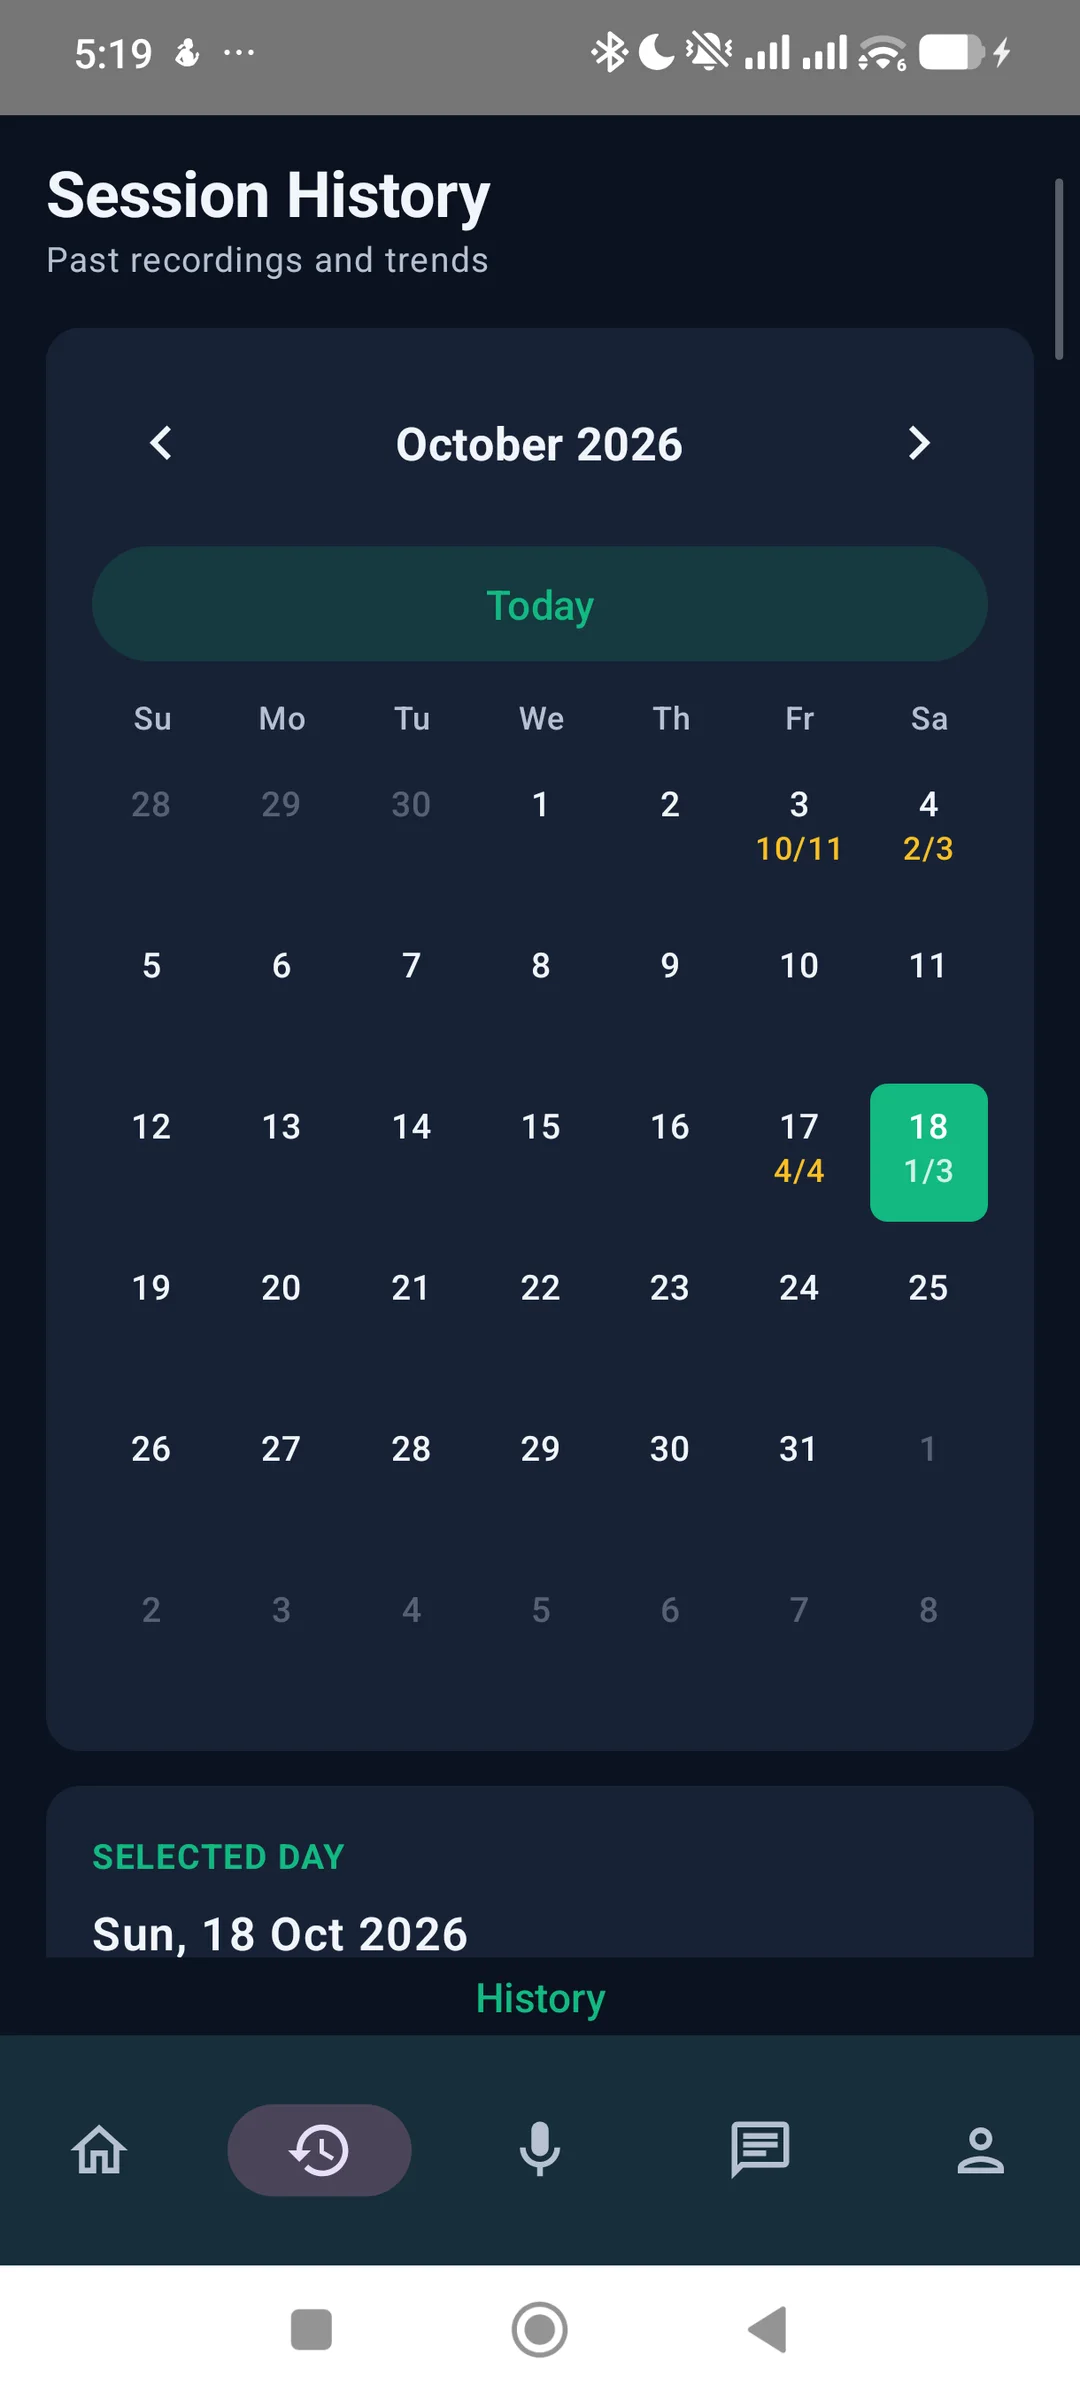 5:19
Session History
Past recordings and trends
October 2026
Today
Su Mo Tu We Th Fr Sa
28 29 30 1 2 3 4
10/11 2/3
5 6 7 8 9 10 11
12 13 14 15 16 17 18
4/4 1/3
19 20 21 22 23 24 25
26 27 28 29 30 31 1
2 3 4 5 6 7 8
SELECTED DAY
Sun, 18 Oct 2026
History